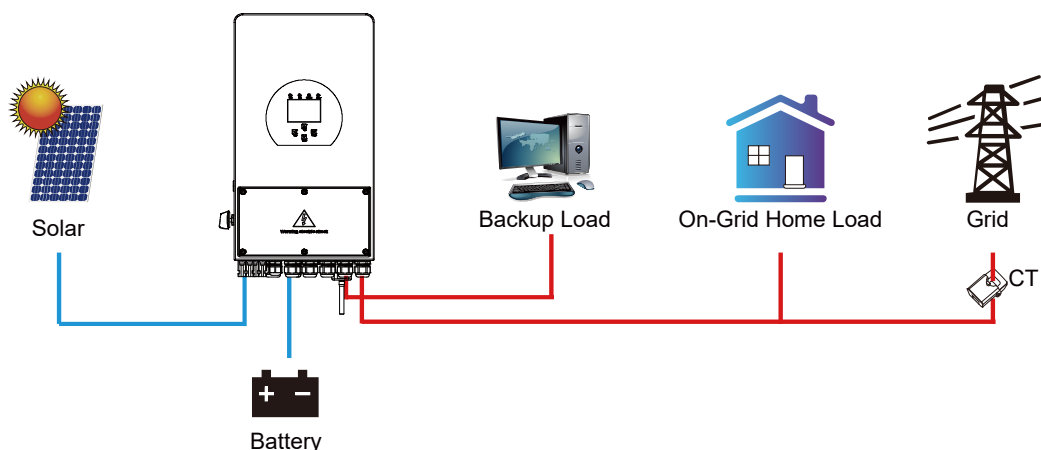 Solar
Backup Load
On-Grid Home Load
Grid
CT
+ −
Battery